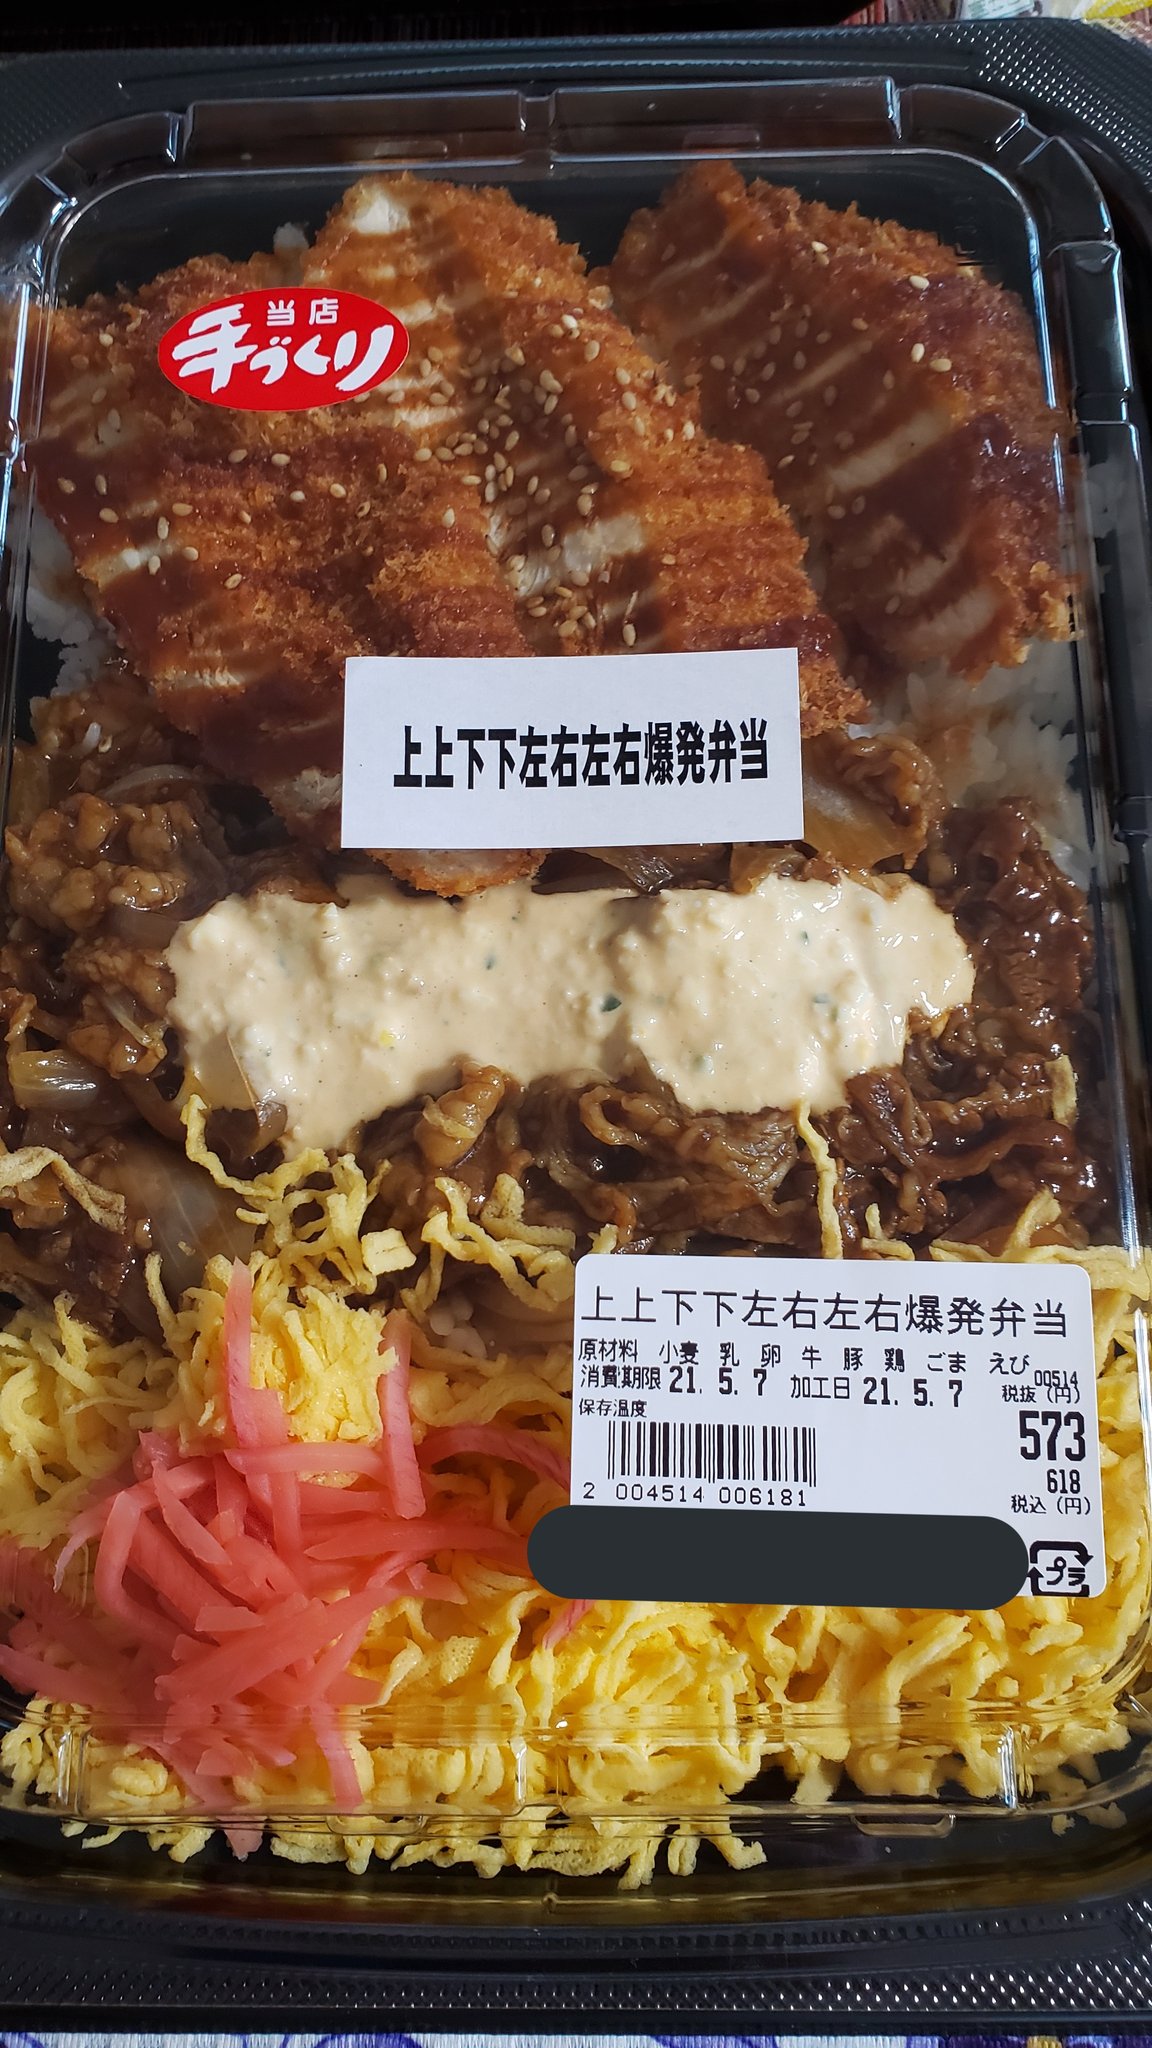 当店
手づくり
上上下下左右左右爆発弁当
上上下下左右左右爆発弁当
原材料 小麦 乳 卵 牛 豚 鶏 ごま えび
00514
消費期限 21. 5. 7 加工日 21. 5. 7 税抜(円)
保存温度
573
618
税込(円)
2 004514 006181
プラ